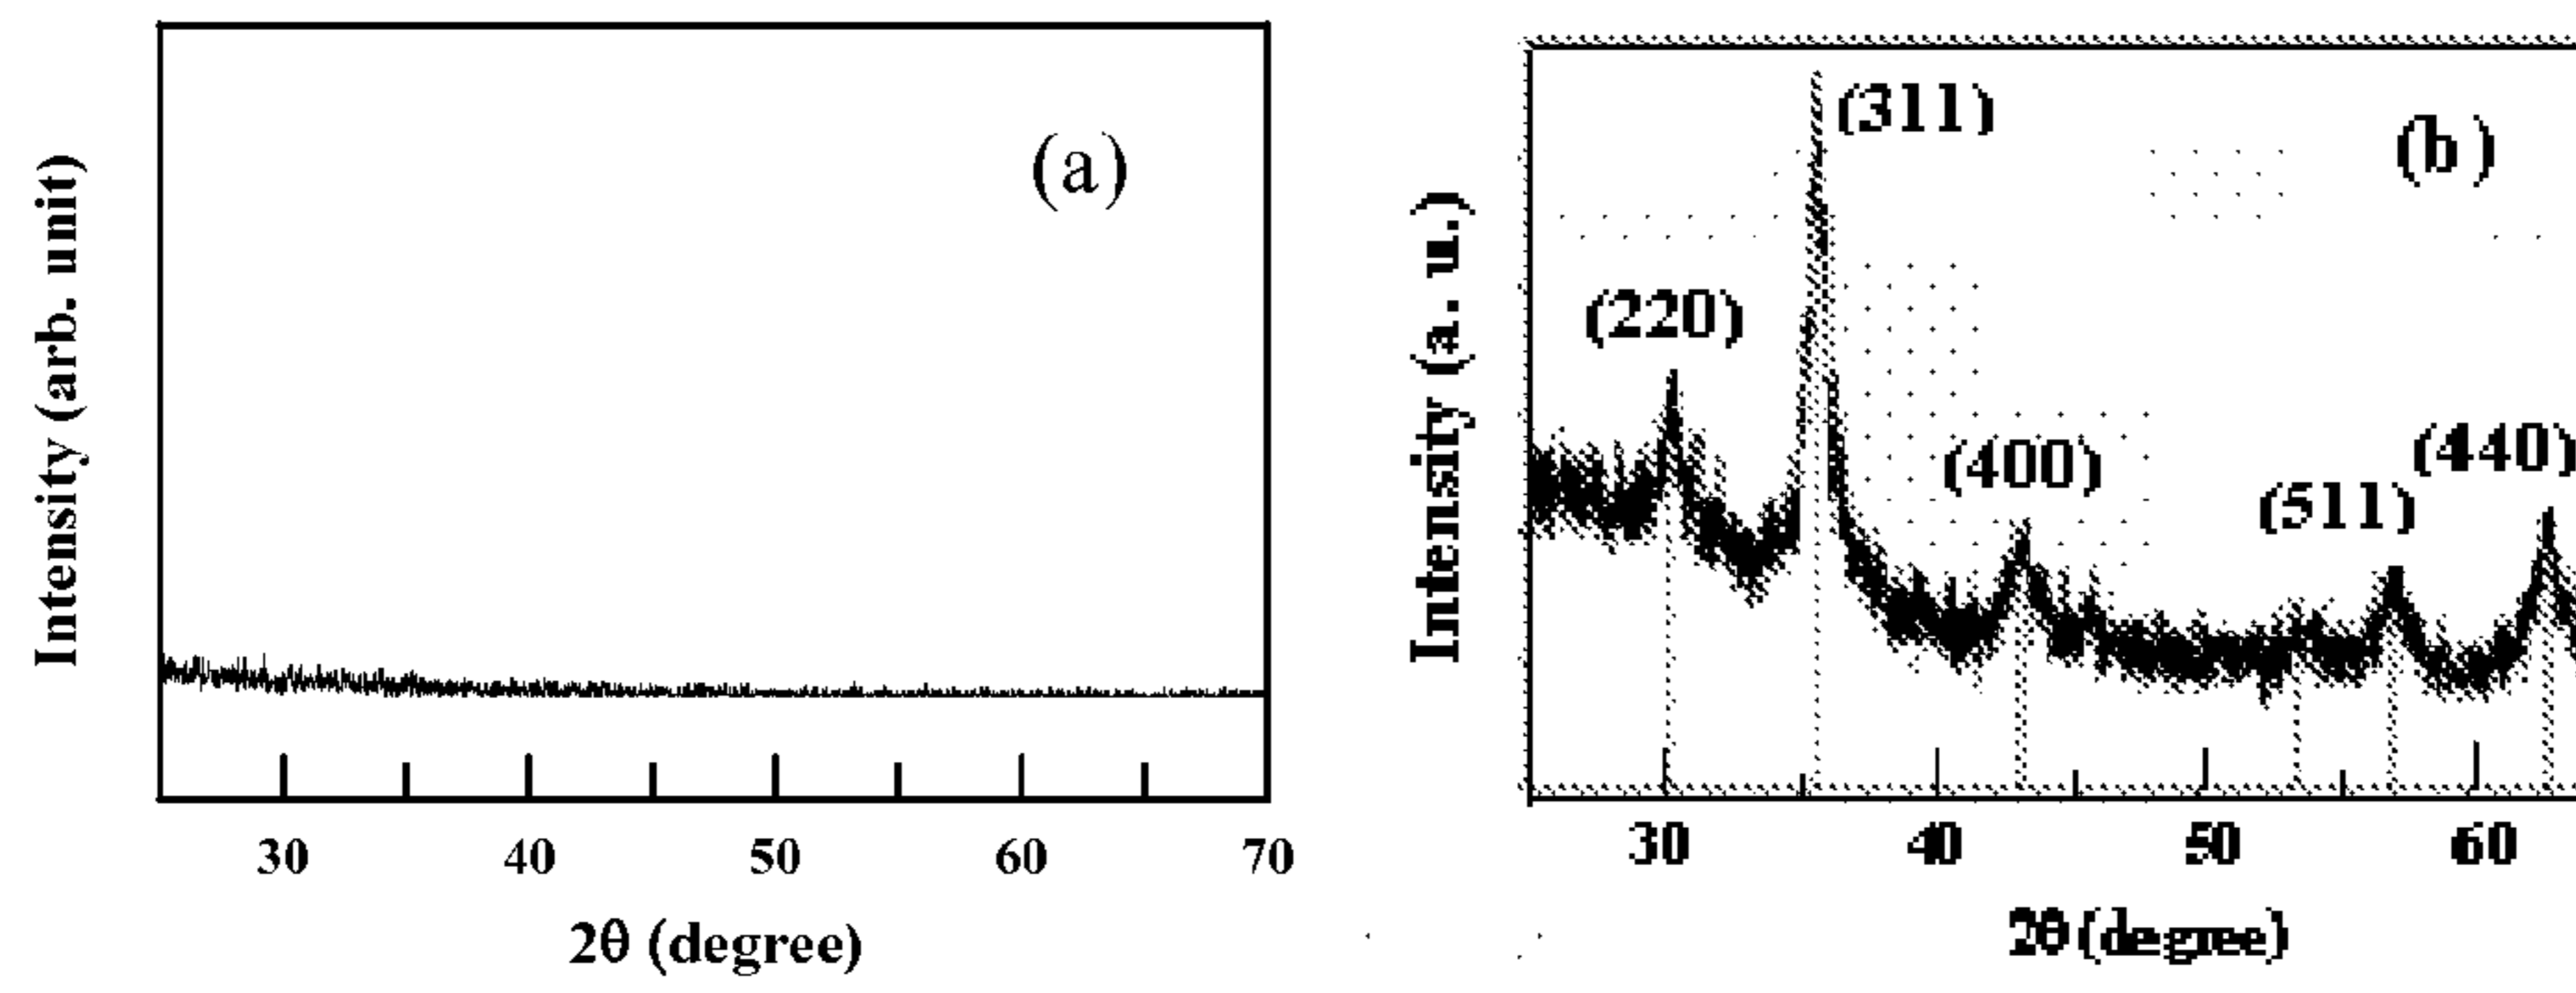 Intensity (arb. unit)
(a)
30 40 50 60 70
2θ (degree)
Intensity (a. u.)
(311)
(b)
(220)
(440)
(400)
(511)
30 40 50 60
2θ (degree)